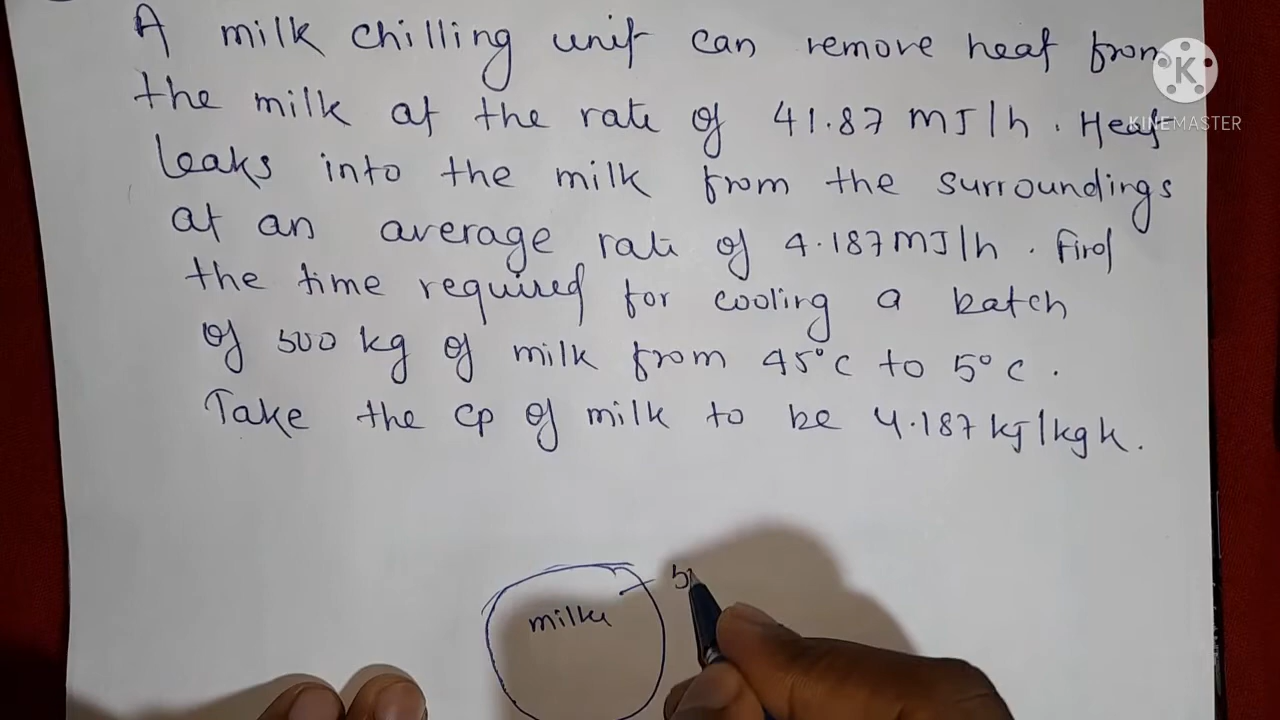 A milk chilling unit can remove heat from
the milk at the rate of 41.87 MJ/h. Heat
leaks into the milk from the surroundings
at an average rate of 4.187 MJ/h. Find
the time required for cooling a batch
of 500 kg of milk from 45°C to 5°C.
Take the Cp of milk to be 4.187 kJ/kg K.
K
KINEMASTER
milk